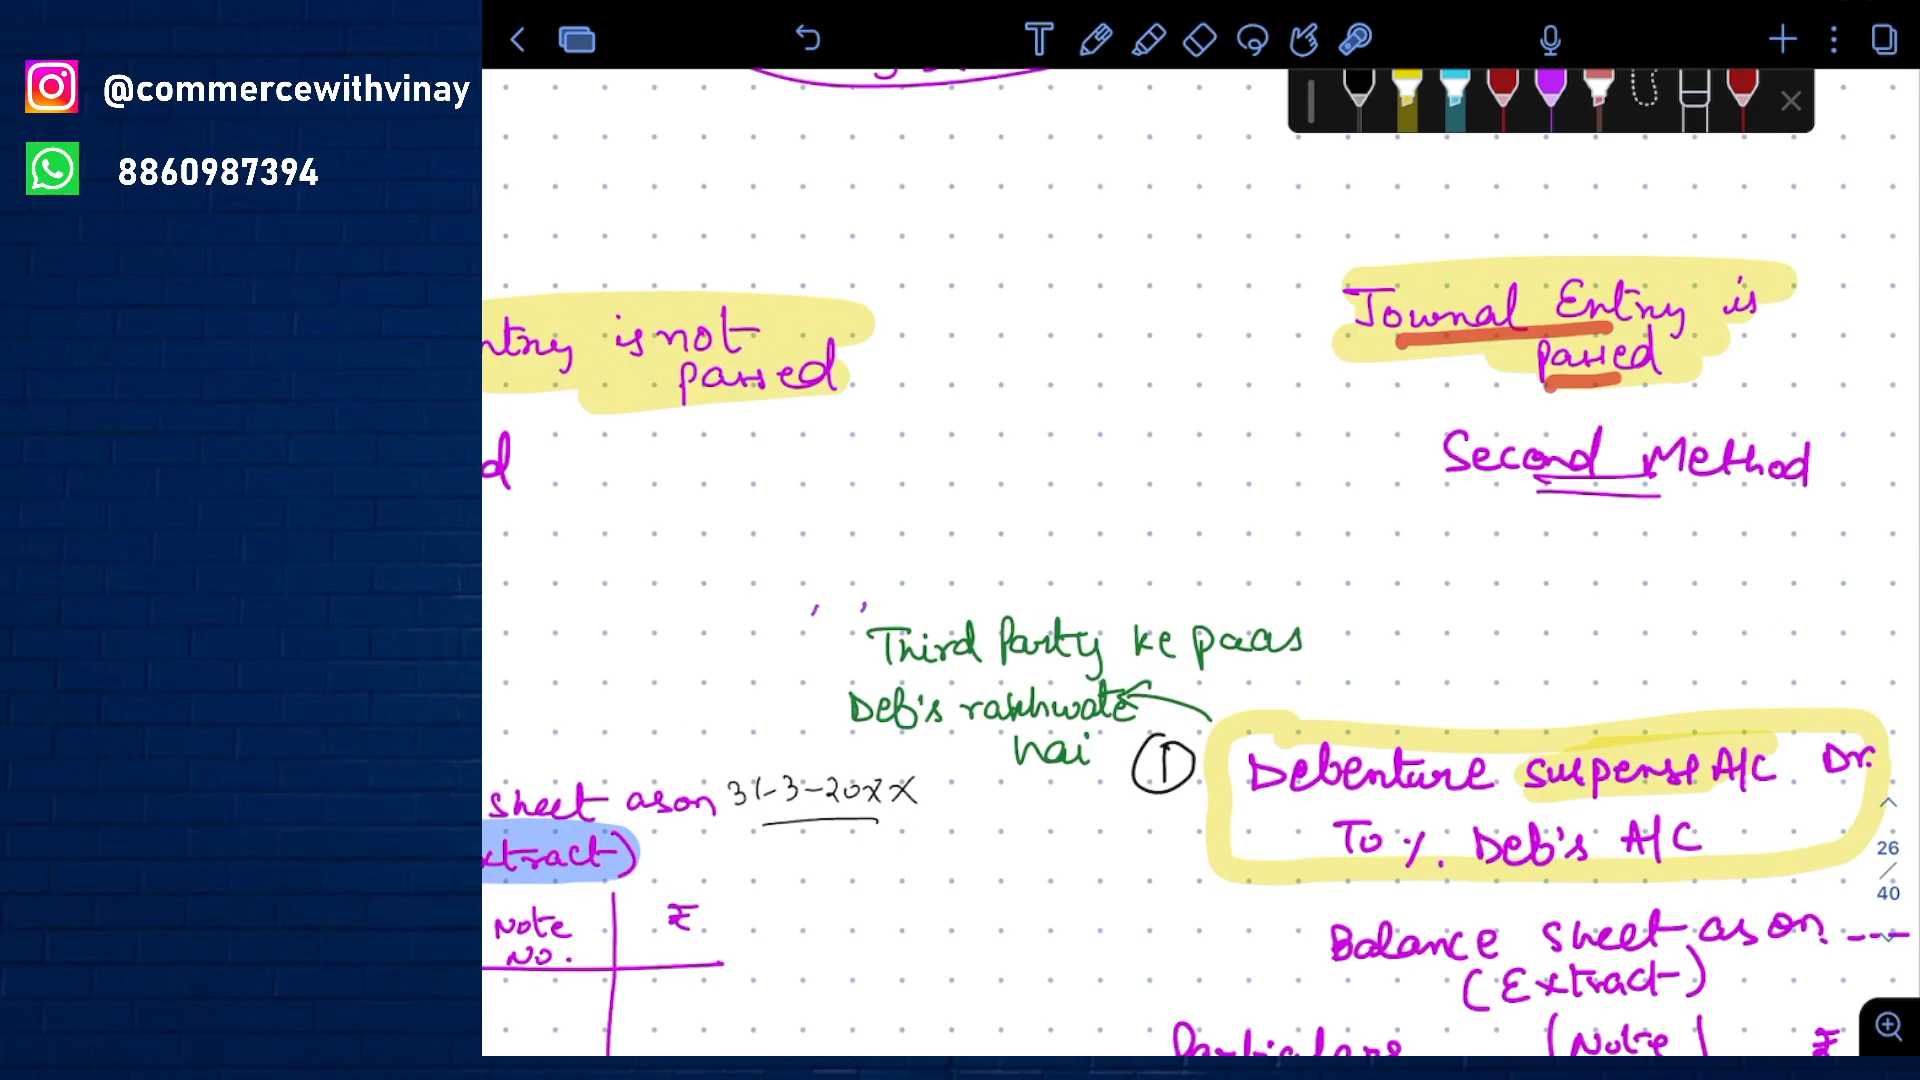 @commercewithvinay
8860987394
ntry is not
passed
d
Journal Entry is
passed
Second Method
Third Party ke paas
Deb's rakhwate
hai
① Debenture suspense A/C Dr.
To %. Deb's A/C
sheet as on 31-3-20XX
xtract)
Note
No.
₹
Balance Sheet as on ---
(Extract)
Particulars
(Note
₹
26
/
40